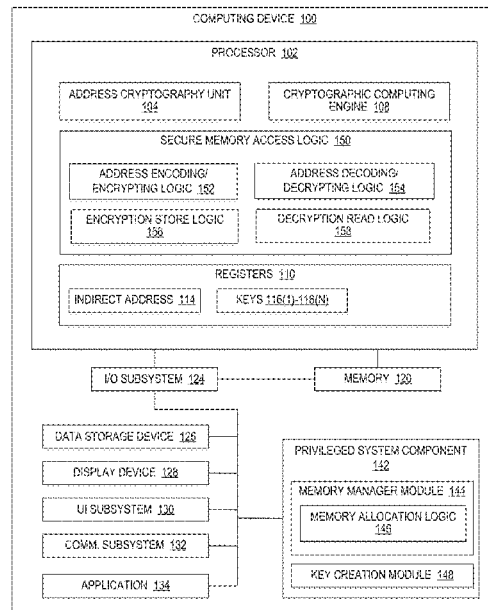 COMPUTING DEVICE 100
PROCESSOR 102
ADDRESS CRYPTOGRAPHY UNIT
104
CRYPTOGRAPHIC COMPUTING
ENGINE 108
SECURE MEMORY ACCESS LOGIC 150
ADDRESS ENCODING/
ENCRYPTING LOGIC 152
ADDRESS DECODING/
DECRYPTING LOGIC 154
ENCRYPTION STORE LOGIC
156
DECRYPTION READ LOGIC
158
REGISTERS 110
INDIRECT ADDRESS 114
KEYS 116(1)-116(N)
I/O SUBSYSTEM 124
MEMORY 120
DATA STORAGE DEVICE 126
DISPLAY DEVICE 128
UI SUBSYSTEM 130
COMM. SUBSYSTEM 132
APPLICATION 134
PRIVILEGED SYSTEM COMPONENT
142
MEMORY MANAGER MODULE 144
MEMORY ALLOCATION LOGIC
146
KEY CREATION MODULE 148